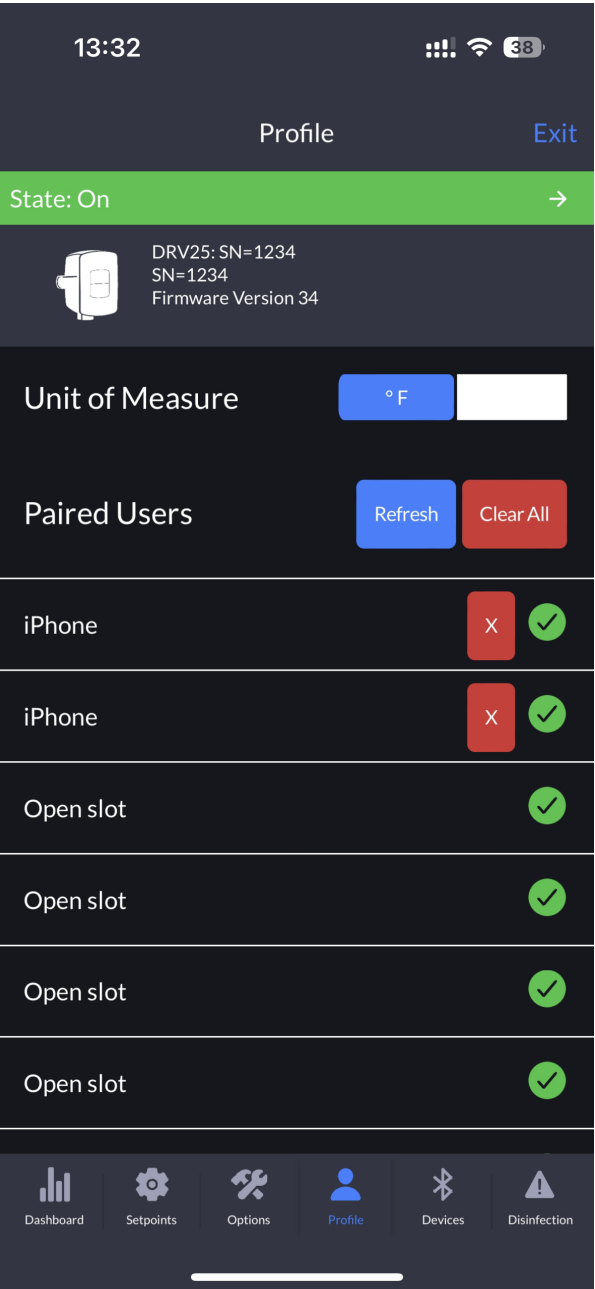 13:32
38
Profile
Exit
State: On
DRV25: SN=1234
SN=1234
Firmware Version 34
Unit of Measure
° F
Paired Users
Refresh
Clear All
iPhone
X
iPhone
X
Open slot
Open slot
Open slot
Open slot
Dashboard
Setpoints
Options
Profile
Devices
Disinfection